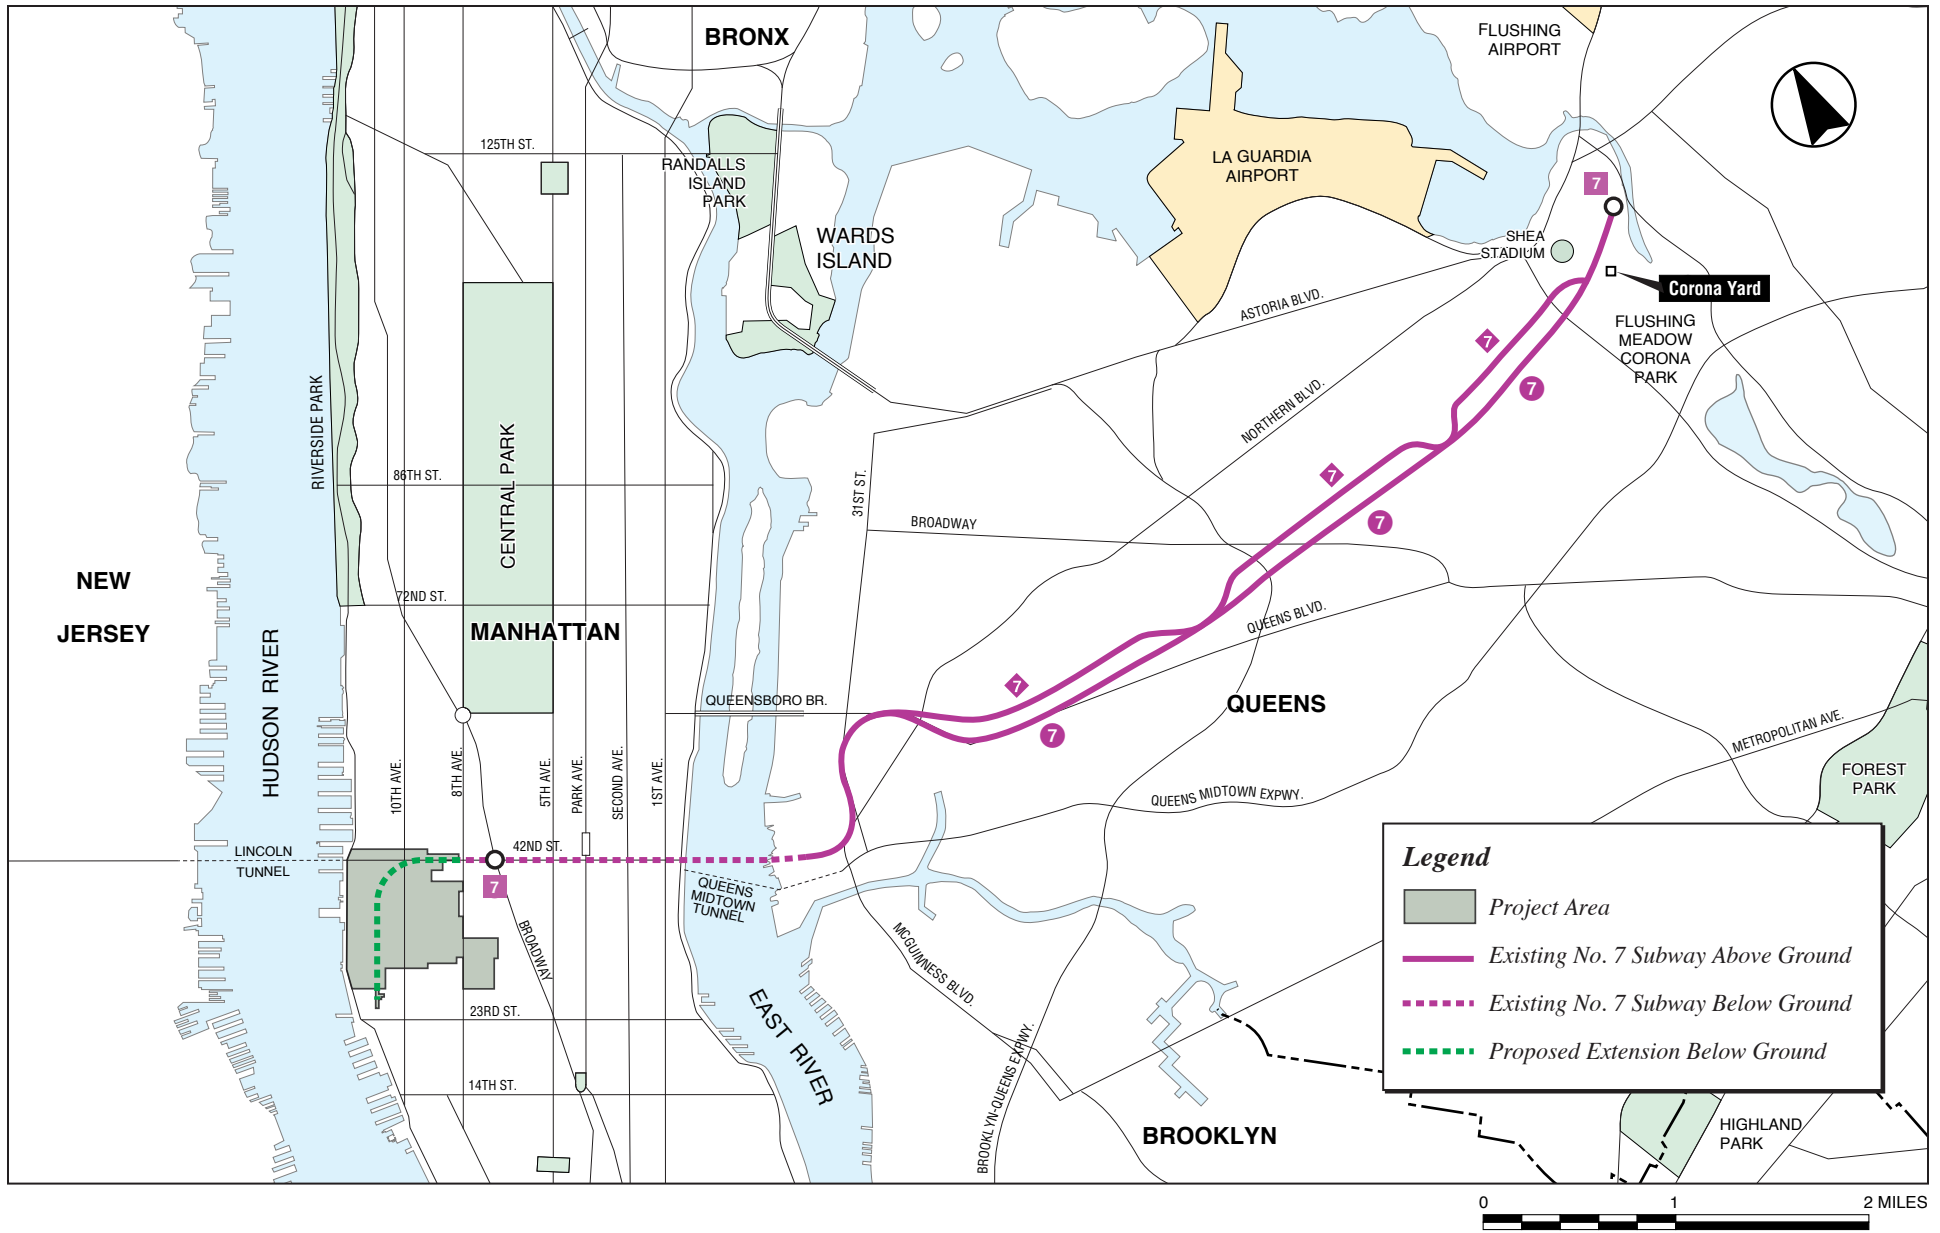 BRONX
FLUSHING
AIRPORT
125TH ST.
RANDALLS
ISLAND
PARK
LA GUARDIA
AIRPORT
7
WARDS
ISLAND
SHEA
STADIUM
Corona Yard
ASTORIA BLVD.
FLUSHING
MEADOW
CORONA
PARK
7
7
NORTHERN BLVD.
RIVERSIDE PARK
CENTRAL PARK
86TH ST.
31ST ST.
7
7
BROADWAY
NEW
JERSEY
72ND ST.
MANHATTAN
QUEENS BLVD.
HUDSON RIVER
QUEENSBORO BR.
7
7
QUEENS
METROPOLITAN AVE.
FOREST
PARK
10TH AVE.
8TH AVE.
5TH AVE.
PARK AVE.
SECOND AVE.
1ST AVE.
QUEENS MIDTOWN EXPWY.
42ND ST.
LINCOLN
TUNNEL
7
QUEENS
MIDTOWN
TUNNEL
BROADWAY
MCGUINNESS BLVD.
23RD ST.
EAST RIVER
14TH ST.
BROOKLYN-QUEENS EXPWY.
BROOKLYN
HIGHLAND
PARK
Legend
Project Area
Existing No. 7 Subway Above Ground
Existing No. 7 Subway Below Ground
Proposed Extension Below Ground
0 1 2 MILES